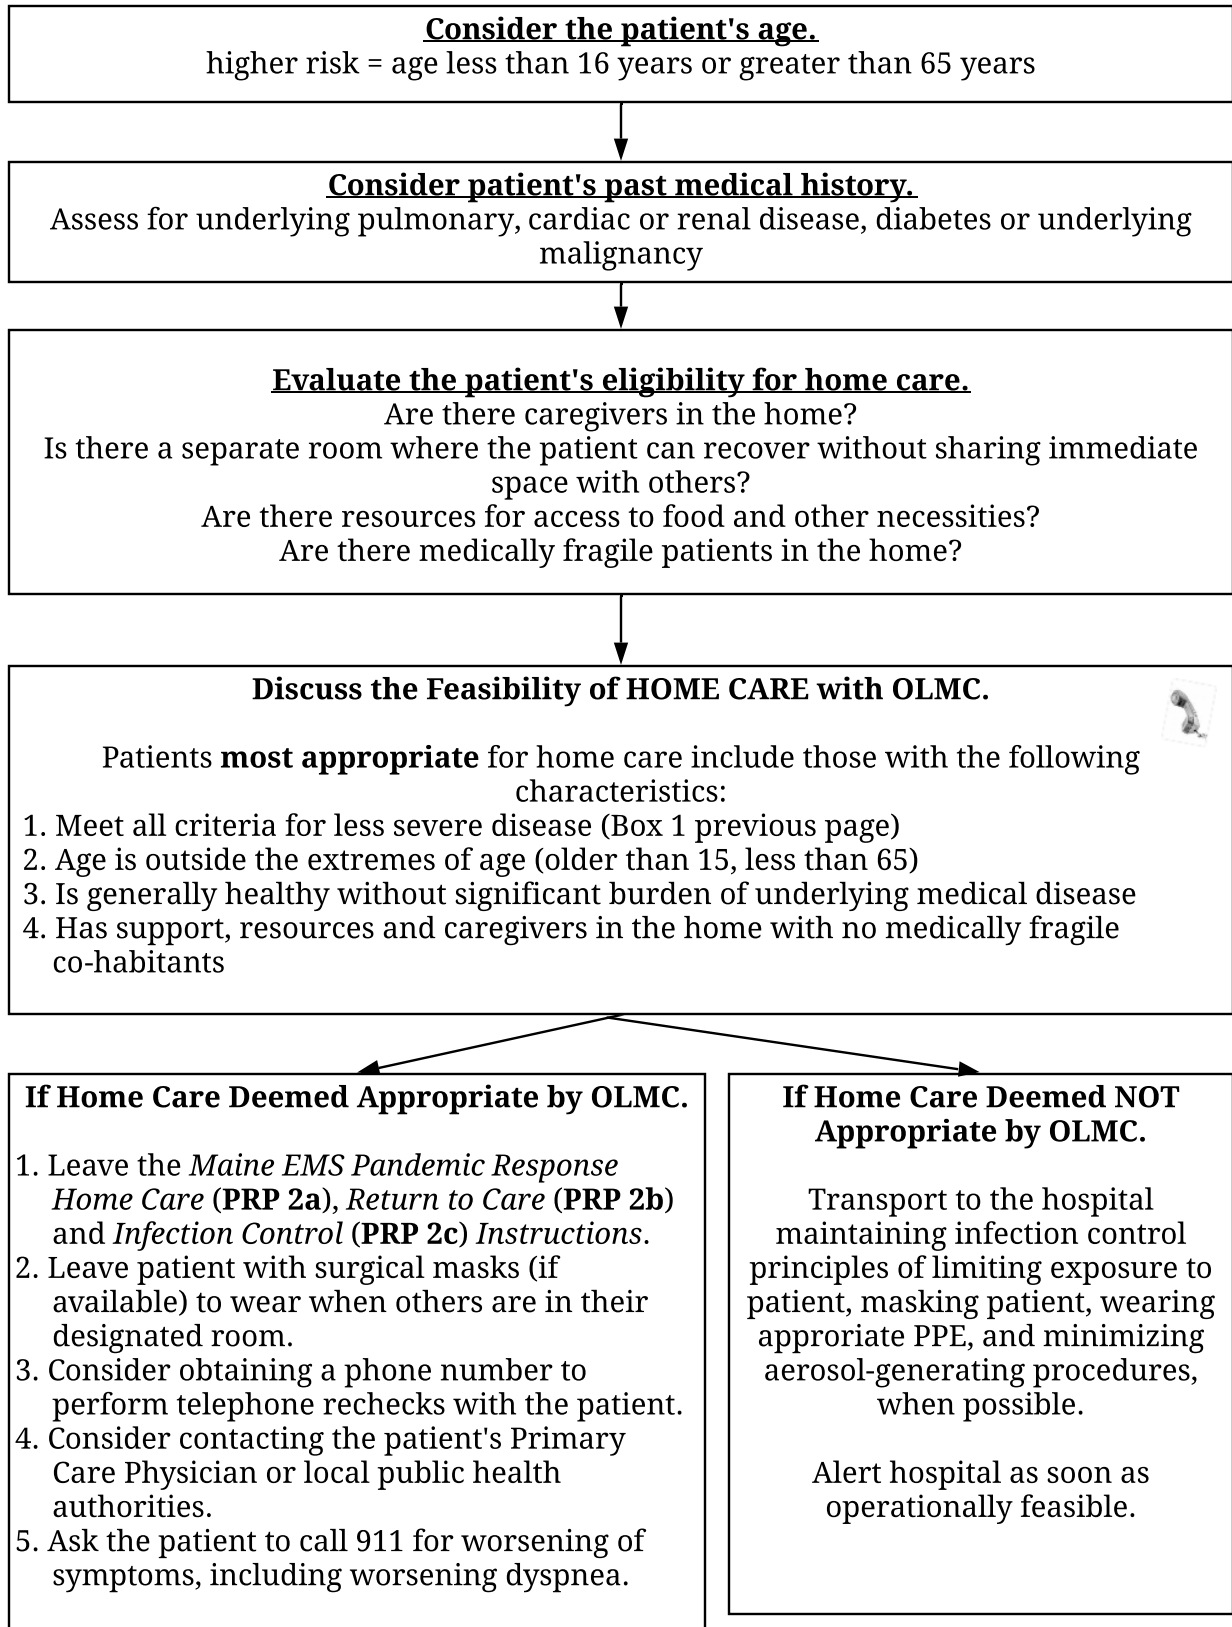 Consider the patient's age.
higher risk = age less than 16 years or greater than 65 years
Consider patient's past medical history.
Assess for underlying pulmonary, cardiac or renal disease, diabetes or underlying
malignancy
Evaluate the patient's eligibility for home care.
Are there caregivers in the home?
Is there a separate room where the patient can recover without sharing immediate
space with others?
Are there resources for access to food and other necessities?
Are there medically fragile patients in the home?
Discuss the Feasibility of HOME CARE with OLMC.
Patients most appropriate for home care include those with the following
characteristics:
1. Meet all criteria for less severe disease (Box 1 previous page)
2. Age is outside the extremes of age (older than 15, less than 65)
3. Is generally healthy without significant burden of underlying medical disease
4. Has support, resources and caregivers in the home with no medically fragile
co-habitants
If Home Care Deemed Appropriate by OLMC.
1. Leave the Maine EMS Pandemic Response
Home Care (PRP 2a), Return to Care (PRP 2b)
and Infection Control (PRP 2c) Instructions.
2. Leave patient with surgical masks (if
available) to wear when others are in their
designated room.
3. Consider obtaining a phone number to
perform telephone rechecks with the patient.
4. Consider contacting the patient's Primary
Care Physician or local public health
authorities.
5. Ask the patient to call 911 for worsening of
symptoms, including worsening dyspnea.
If Home Care Deemed NOT
Appropriate by OLMC.
Transport to the hospital
maintaining infection control
principles of limiting exposure to
patient, masking patient, wearing
approriate PPE, and minimizing
aerosol-generating procedures,
when possible.
Alert hospital as soon as
operationally feasible.